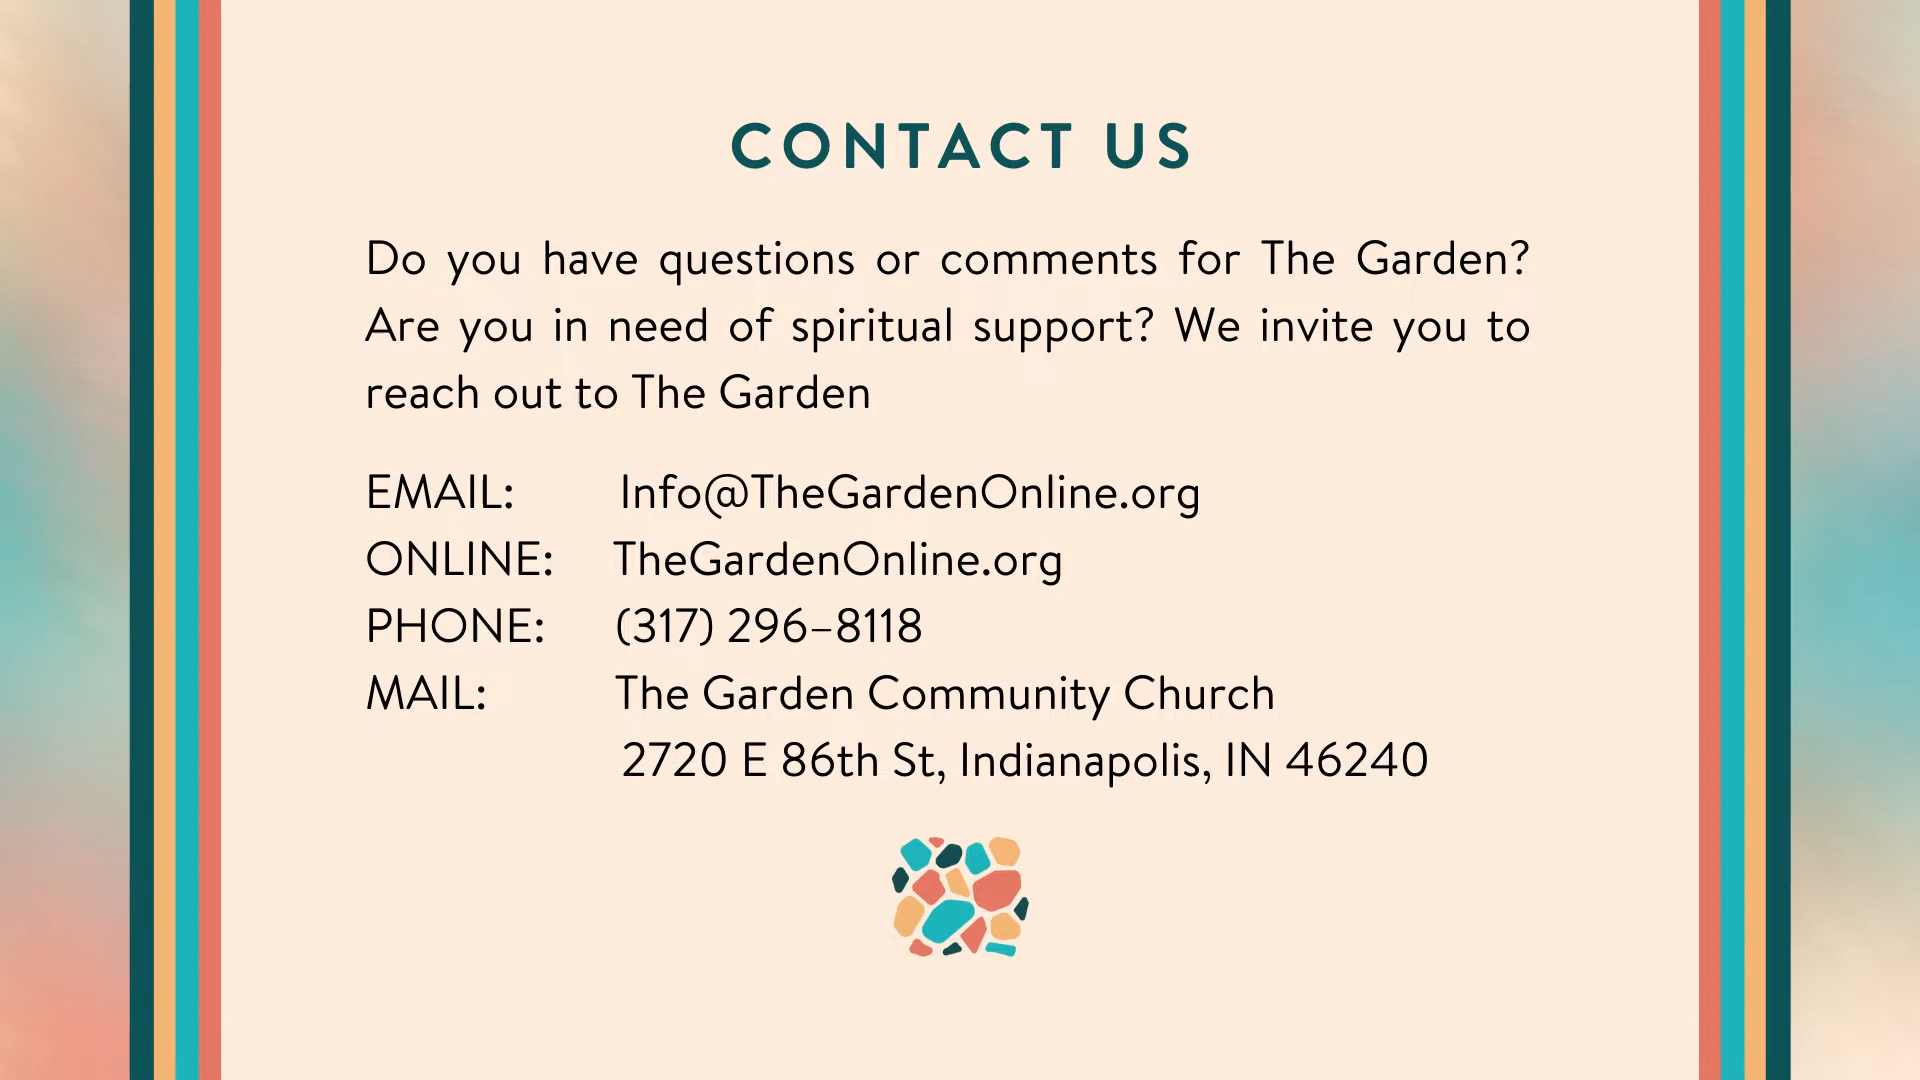 CONTACT US
Do you have questions or comments for The Garden?
Are you in need of spiritual support? We invite you to
reach out to The Garden
EMAIL: Info@TheGardenOnline.org
ONLINE: TheGardenOnline.org
PHONE: (317) 296–8118
MAIL: The Garden Community Church
2720 E 86th St, Indianapolis, IN 46240